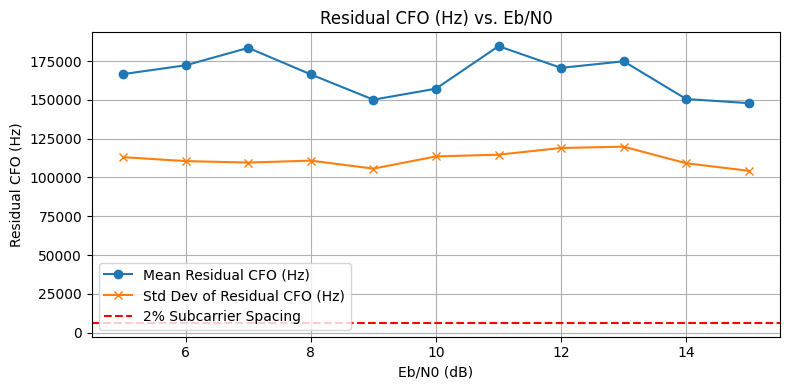 Residual CFO (Hz) vs. Eb/N0
Residual CFO (Hz)
175000
150000
125000
100000
75000
50000
25000
0
Mean Residual CFO (Hz)
Std Dev of Residual CFO (Hz)
2% Subcarrier Spacing
6
8
10
12
14
Eb/N0 (dB)